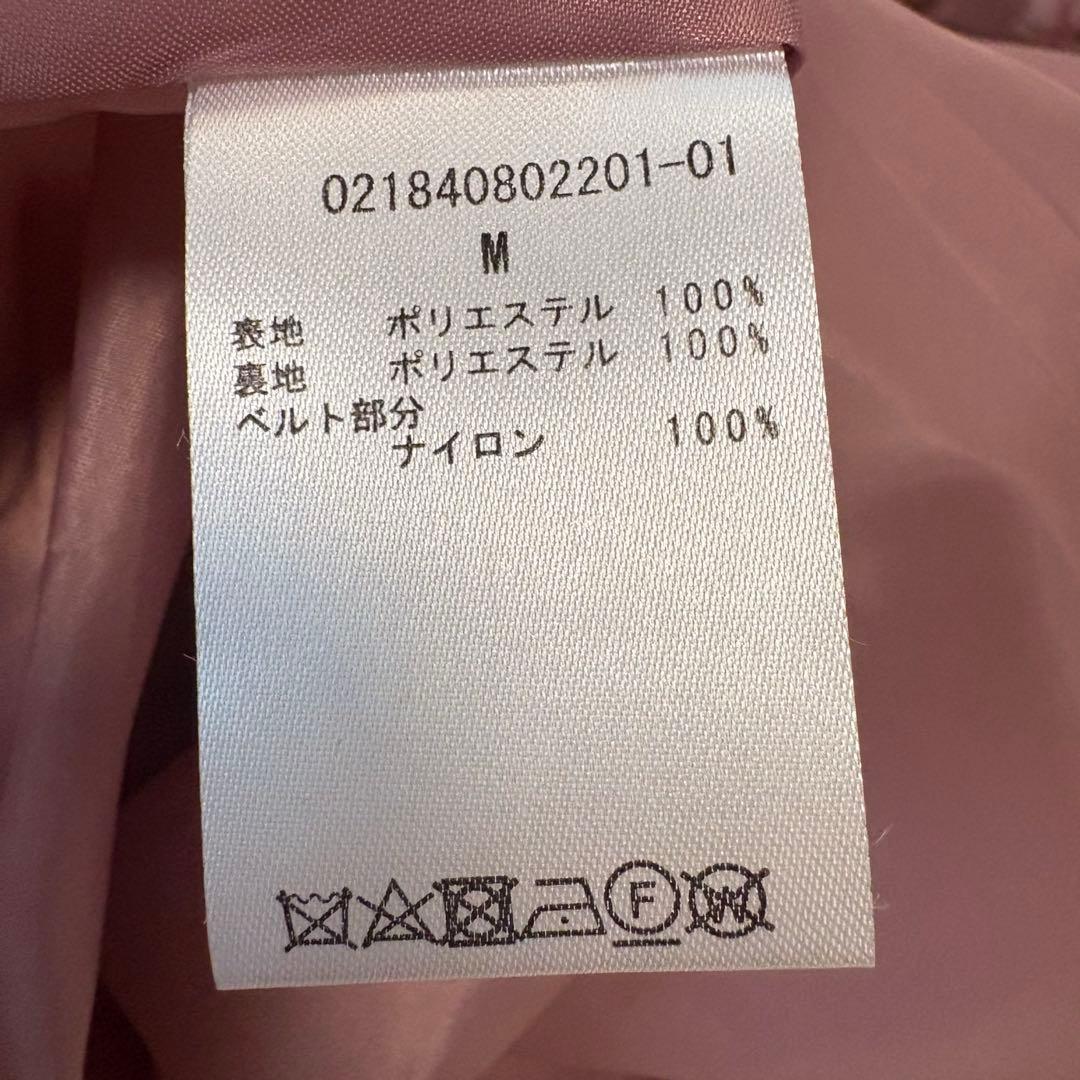 021840802201-01
M
表地 ポリエステル 100%
裏地 ポリエステル 100%
ベルト部分
ナイロン 100%
F W